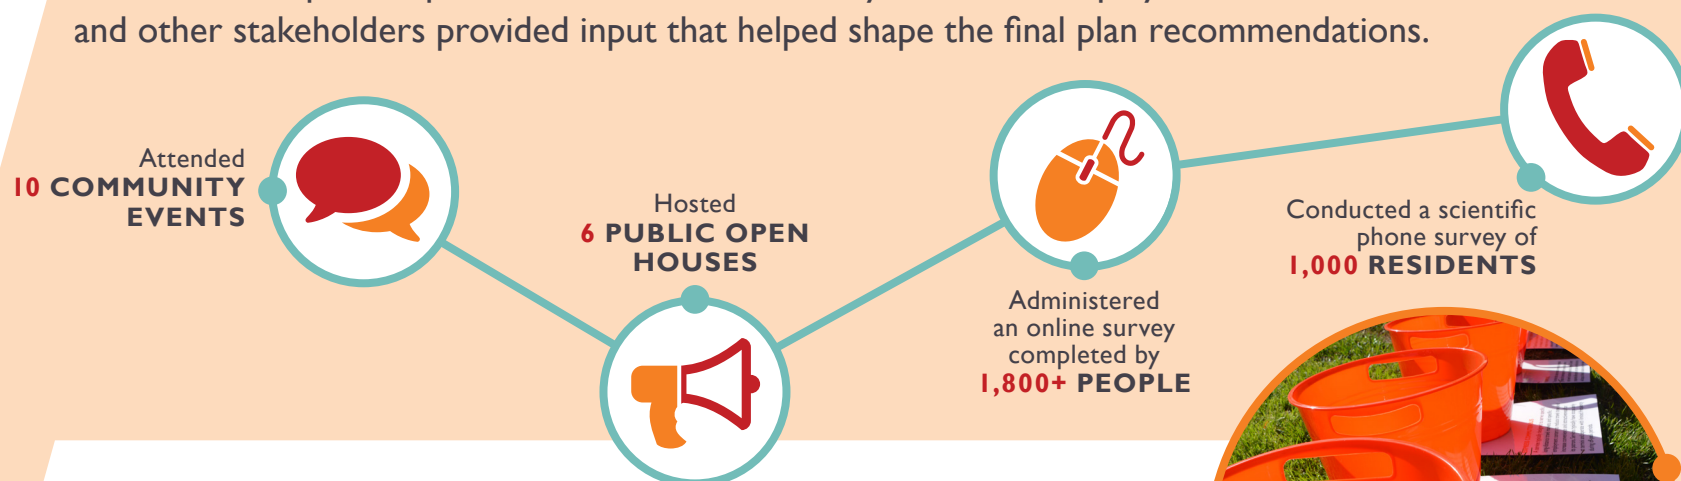 and other stakeholders provided input that helped shape the final plan recommendations.
Attended
10 COMMUNITY
EVENTS
Hosted
6 PUBLIC OPEN
HOUSES
Administered
an online survey
completed by
1,800+ PEOPLE
Conducted a scientific
phone survey of
1,000 RESIDENTS